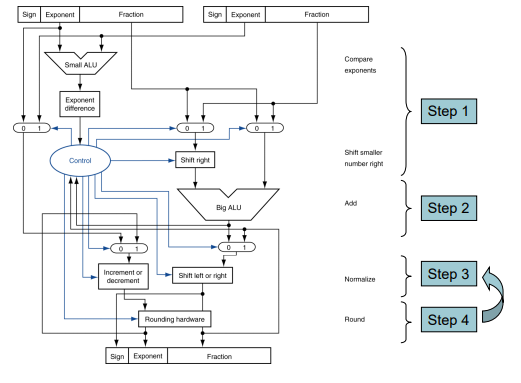 Sign Exponent Fraction
Sign Exponent Fraction
Small ALU
Compare
exponents
Exponent
difference
Step 1
0 1
0 1
0 1
Control
Shift right
Shift smaller
number right
Big ALU
Add
Step 2
0 1
0 1
Increment or
decrement
Shift left or right
Normalize
Step 3
Rounding hardware
Round
Step 4
Sign Exponent Fraction